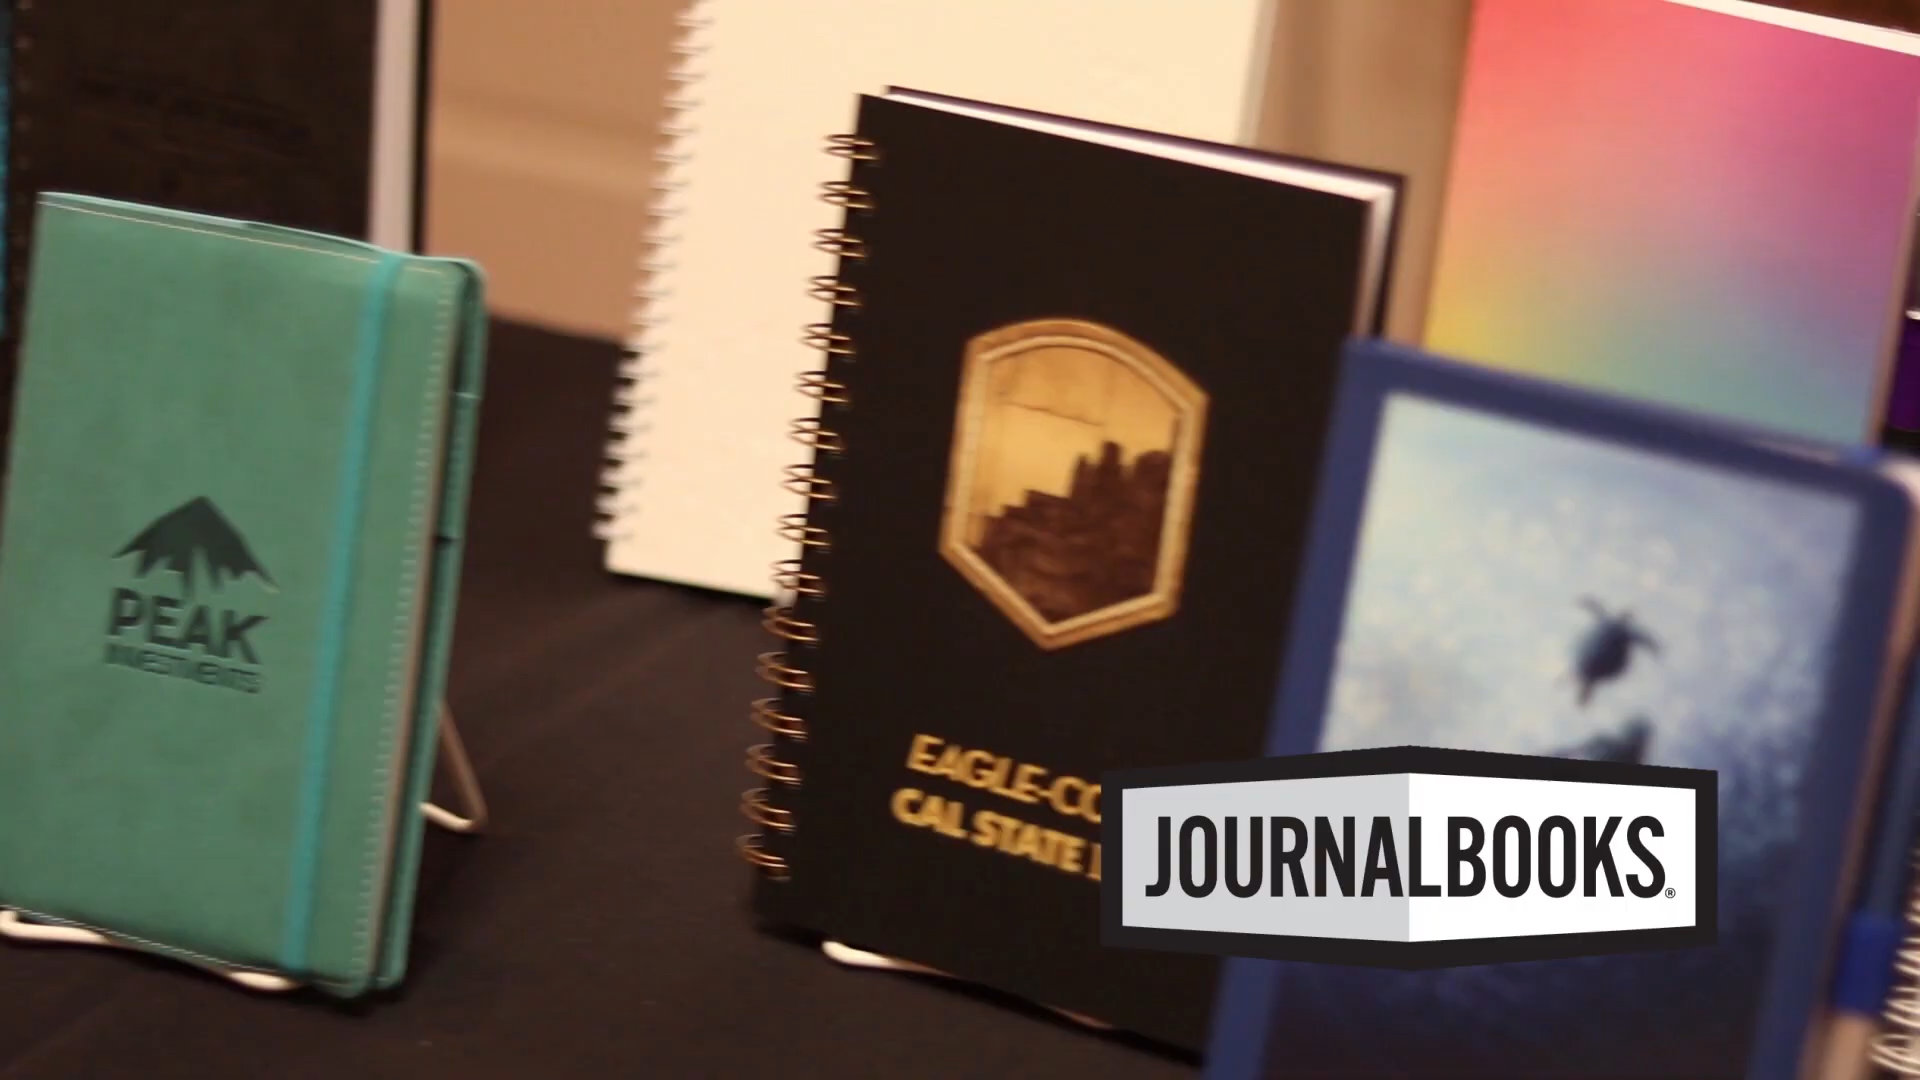 PEAK
INVESTMENTS
EAGLE-CO
CAL STATE
JOURNALBOOKS®